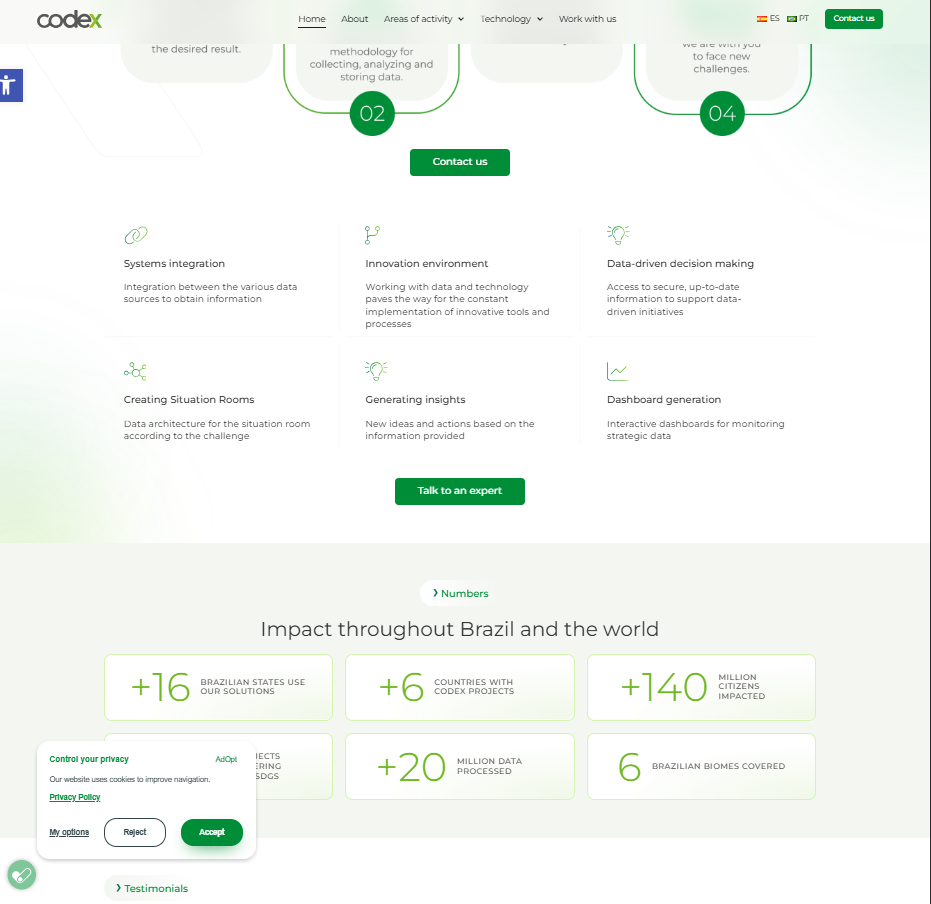 codex
Home
About
Areas of activity
Technology
Work with us
ES
PT
Contact us
the desired result.
methodology for
collecting, analyzing and
storing data.
we are with you
to face new
challenges.
02
04
Contact us
Systems integration
Integration between the various data
sources to obtain information
Innovation environment
Working with data and technology
paves the way for the constant
implementation of innovative tools and
processes
Data-driven decision making
Access to secure, up-to-date
information to support data-
driven initiatives
Creating Situation Rooms
Data architecture for the situation room
according to the challenge
Generating insights
New ideas and actions based on the
information provided
Dashboard generation
Interactive dashboards for monitoring
strategic data
Talk to an expert
Numbers
Impact throughout Brazil and the world
+16
BRAZILIAN STATES USE
OUR SOLUTIONS
+6
COUNTRIES WITH
CODEX PROJECTS
+140
MILLION
CITIZENS
IMPACTED
SDGS
+20
MILLION DATA
PROCESSED
6
BRAZILIAN BIOMES COVERED
Control your privacy
AdOpt
Our website uses cookies to improve navigation.
Privacy Policy
My options
Reject
Accept
Testimonials